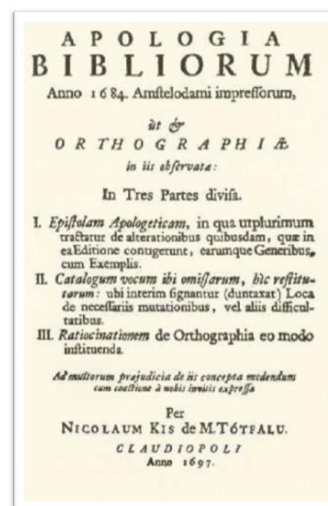 APOLOGIA
BIBLIORUM
Anno 1684. Amſtelodami impreſſorum,
ùt &
ORTHOGRAPHIÆ
in iis obſervatæ:
In Tres Partes diviſa.
I. Epiſtolam Apologeticam, in qua utplurimum
tractatur de alterationibus quibuſdam, quæ in
ea Editione contigerunt, earumque Generibus,
cum Exemplis.
II. Catalogum vocum ibi omiſſarum, hîc reſtitu-
tarum: ubi interim ſignantur (duntaxat) Loca
de neceſſariis mutationibus, vel aliis difficul-
tatibus.
III. Ratiocinationem de Orthographia eo modo
inſtituenda.
Ad multorum præjudicia de iis concepta medendum
cum coactione à nobis invitis expreſſa
Per
NICOLAUM KIS de M. TÓTFALU.
CLAUDIOPOLI
Anno 1697.